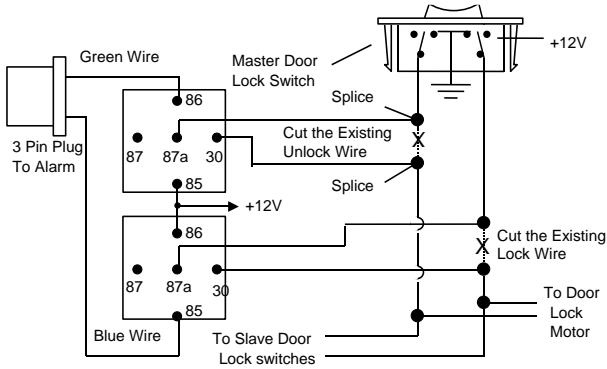 Green Wire
Master Door
Lock Switch
+12V
Splice
86
3 Pin Plug
To Alarm
87
87a
30
Cut the Existing
Unlock Wire
X
85
Splice
+12V
86
X
Cut the Existing
Lock Wire
87
87a
30
85
To Door
Lock
Motor
Blue Wire
To Slave Door
Lock switches